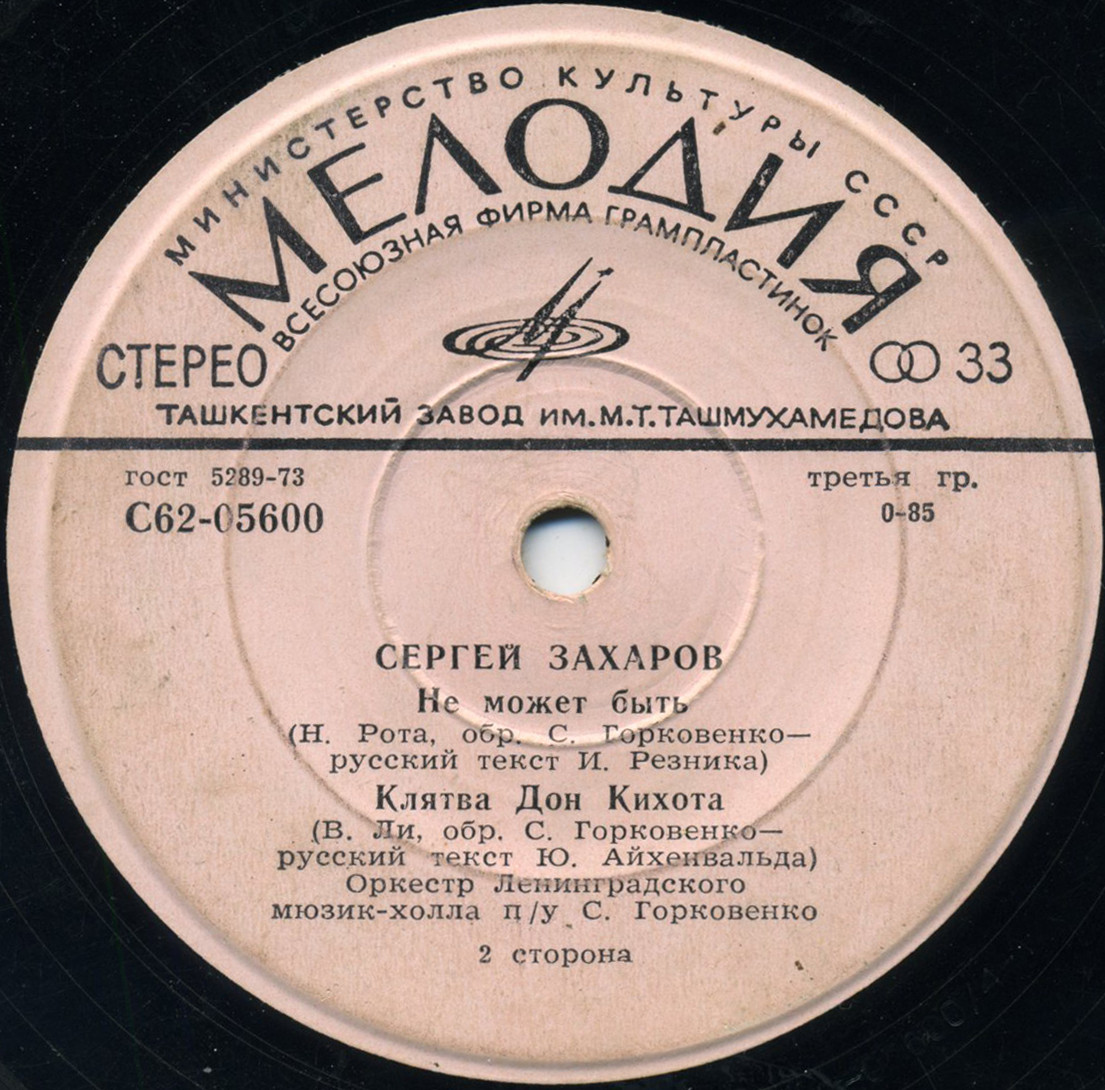 МИНИСТЕРСТВО КУЛЬТУРЫ СССР
МЕЛОДИЯ
ВСЕСОЮЗНАЯ ФИРМА ГРАМПЛАСТИНОК
СТЕРЕО
33
ТАШКЕНТСКИЙ ЗАВОД ИМ.М.Т.ТАШМУХАМЕДОВА
гост 5289-73
третья гр.
С62-05600
0-85
СЕРГЕЙ ЗАХАРОВ
Не может быть
(Н. Рота, обр. С. Горковенко—
русский текст И. Резника)
Клятва Дон Кихота
(В. Ли, обр. С. Горковенко—
русский текст Ю. Айхенвальда)
Оркестр Ленинградского
мюзик-холла п/у С. Горковенко
2 сторона